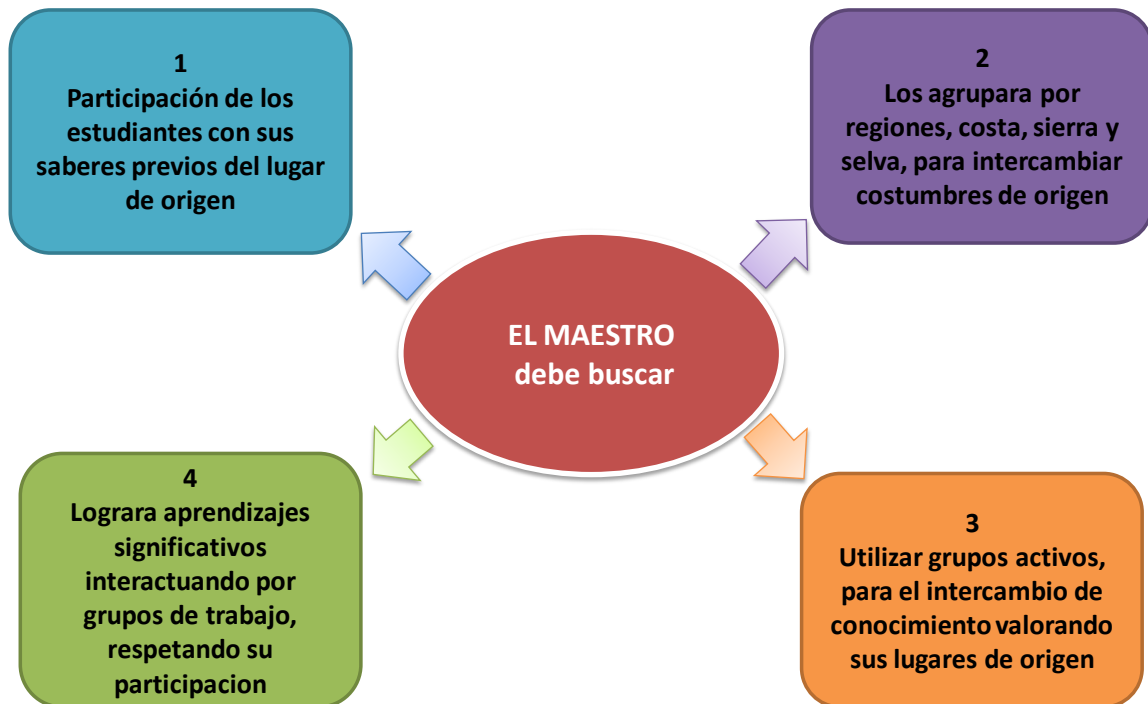 1
Participación de los
estudiantes con sus
saberes previos del lugar
de origen
2
Los agrupara por
regiones, costa, sierra y
selva, para intercambiar
costumbres de origen
EL MAESTRO
debe buscar
4
Lograra aprendizajes
significativos
interactuando por
grupos de trabajo,
respetando su
participacion
3
Utilizar grupos activos,
para el intercambio de
conocimiento valorando
sus lugares de origen